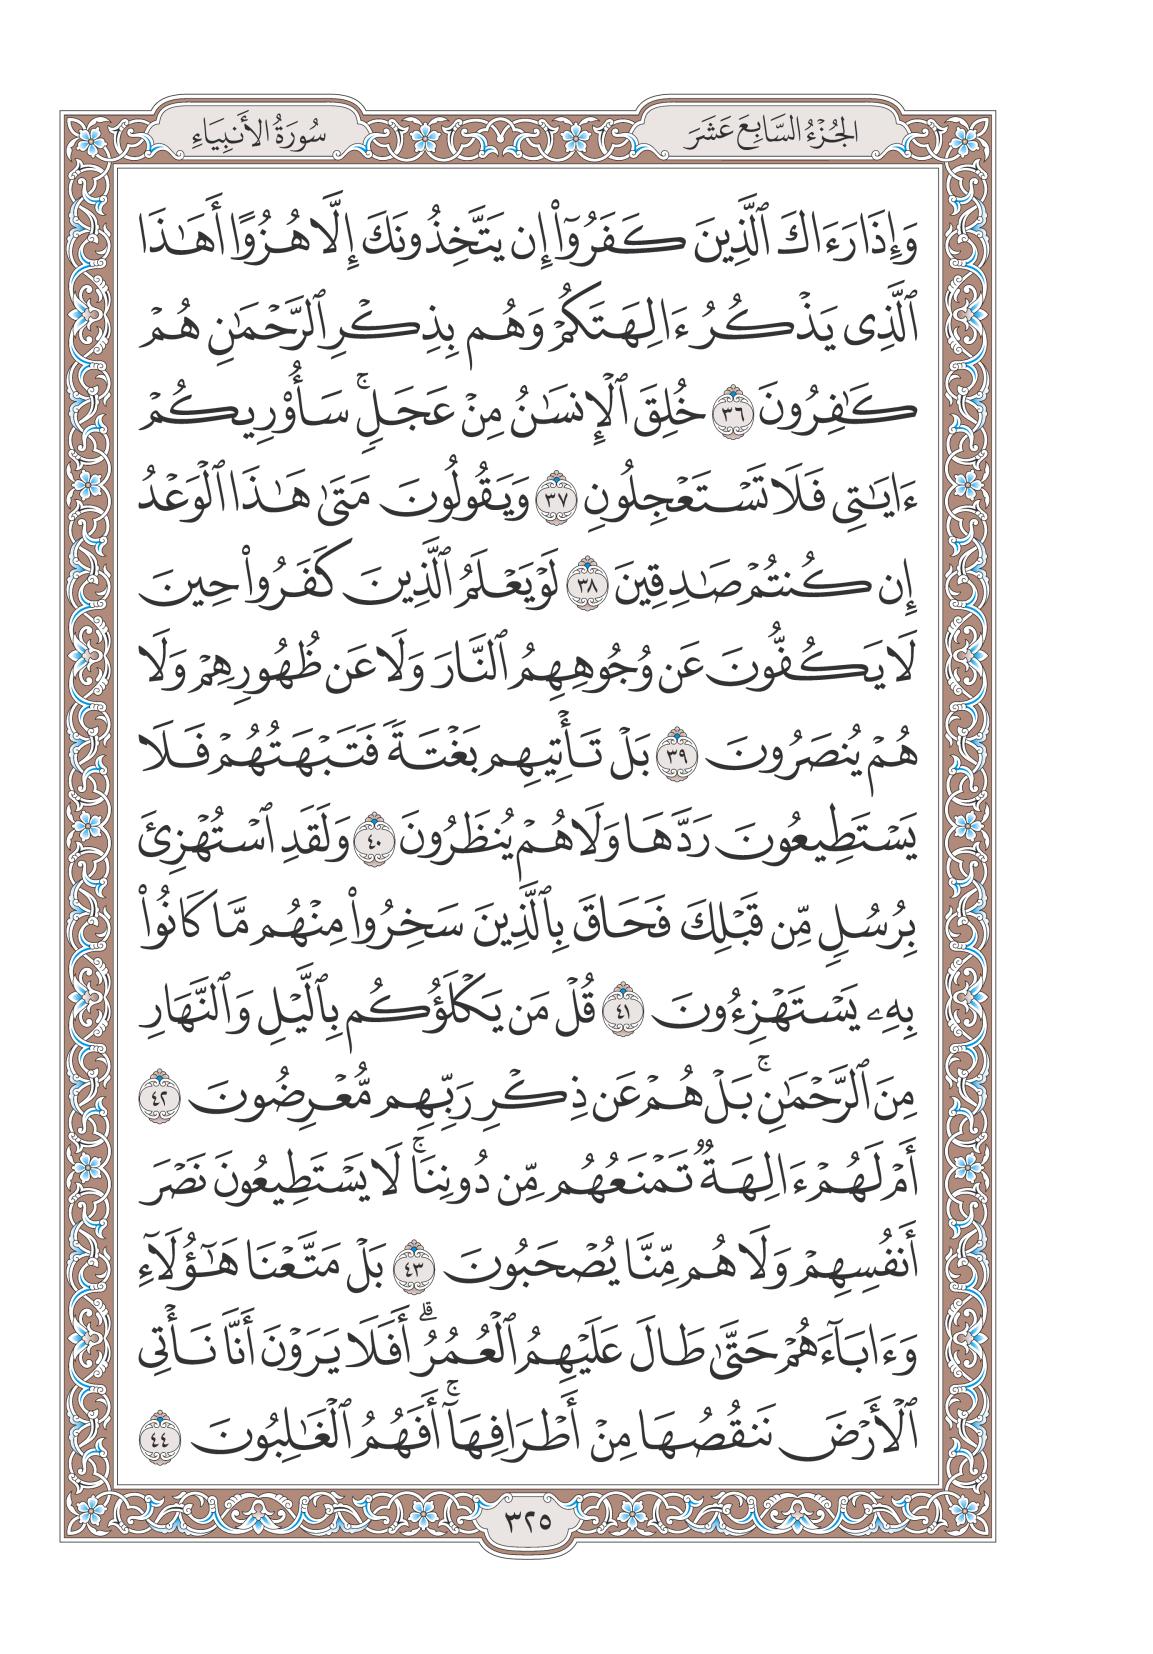 الجُزْءُ السَّابِعَ عَشَرَ
سُورَةُ الأَنبِيَاءِ
وَإِذَا رَءَاكَ ٱلَّذِينَ كَفَرُوٓا۟ إِن يَتَّخِذُونَكَ إِلَّا هُزُوًا أَهَـٰذَا
ٱلَّذِى يَذْكُرُ ءَالِهَتَكُمْ وَهُم بِذِكْرِ ٱلرَّحْمَـٰنِ هُمْ
كَـٰفِرُونَ ٣٦ خُلِقَ ٱلْإِنسَـٰنُ مِنْ عَجَلٍۚ سَأُو۟رِيكُمْ
ءَايَـٰتِى فَلَا تَسْتَعْجِلُونِ ٣٧ وَيَقُولُونَ مَتَىٰ هَـٰذَا ٱلْوَعْدُ
إِن كُنتُمْ صَـٰدِقِينَ ٣٨ لَوْ يَعْلَمُ ٱلَّذِينَ كَفَرُوا۟ حِينَ
لَا يَكُفُّونَ عَن وُجُوهِهِمُ ٱلنَّارَ وَلَا عَن ظُهُورِهِمْ وَلَا
هُمْ يُنصَرُونَ ٣٩ بَلْ تَأْتِيهِم بَغْتَةً فَتَبْهَتُهُمْ فَلَا
يَسْتَطِيعُونَ رَدَّهَا وَلَا هُمْ يُنظَرُونَ ٤٠ وَلَقَدِ ٱسْتُهْزِئَ
بِرُسُلٍ مِّن قَبْلِكَ فَحَاقَ بِٱلَّذِينَ سَخِرُوا۟ مِنْهُم مَّا كَانُوا۟
بِهِۦ يَسْتَهْزِءُونَ ٤١ قُلْ مَن يَكْلَؤُكُم بِٱلَّيْلِ وَٱلنَّهَارِ
مِنَ ٱلرَّحْمَـٰنِۚ بَلْ هُمْ عَن ذِكْرِ رَبِّهِم مُّعْرِضُونَ ٤٢
أَمْ لَهُمْ ءَالِهَةٌ تَمْنَعُهُم مِّن دُونِنَاۚ لَا يَسْتَطِيعُونَ نَصْرَ
أَنفُسِهِمْ وَلَا هُم مِّنَّا يُصْحَبُونَ ٤٣ بَلْ مَتَّعْنَا هَـٰٓؤُلَآءِ
وَءَابَآءَهُمْ حَتَّىٰ طَالَ عَلَيْهِمُ ٱلْعُمُرُۗ أَفَلَا يَرَوْنَ أَنَّا نَأْتِى
ٱلْأَرْضَ نَنقُصُهَا مِنْ أَطْرَافِهَآۚ أَفَهُمُ ٱلْغَـٰلِبُونَ ٤٤
٣٢٥